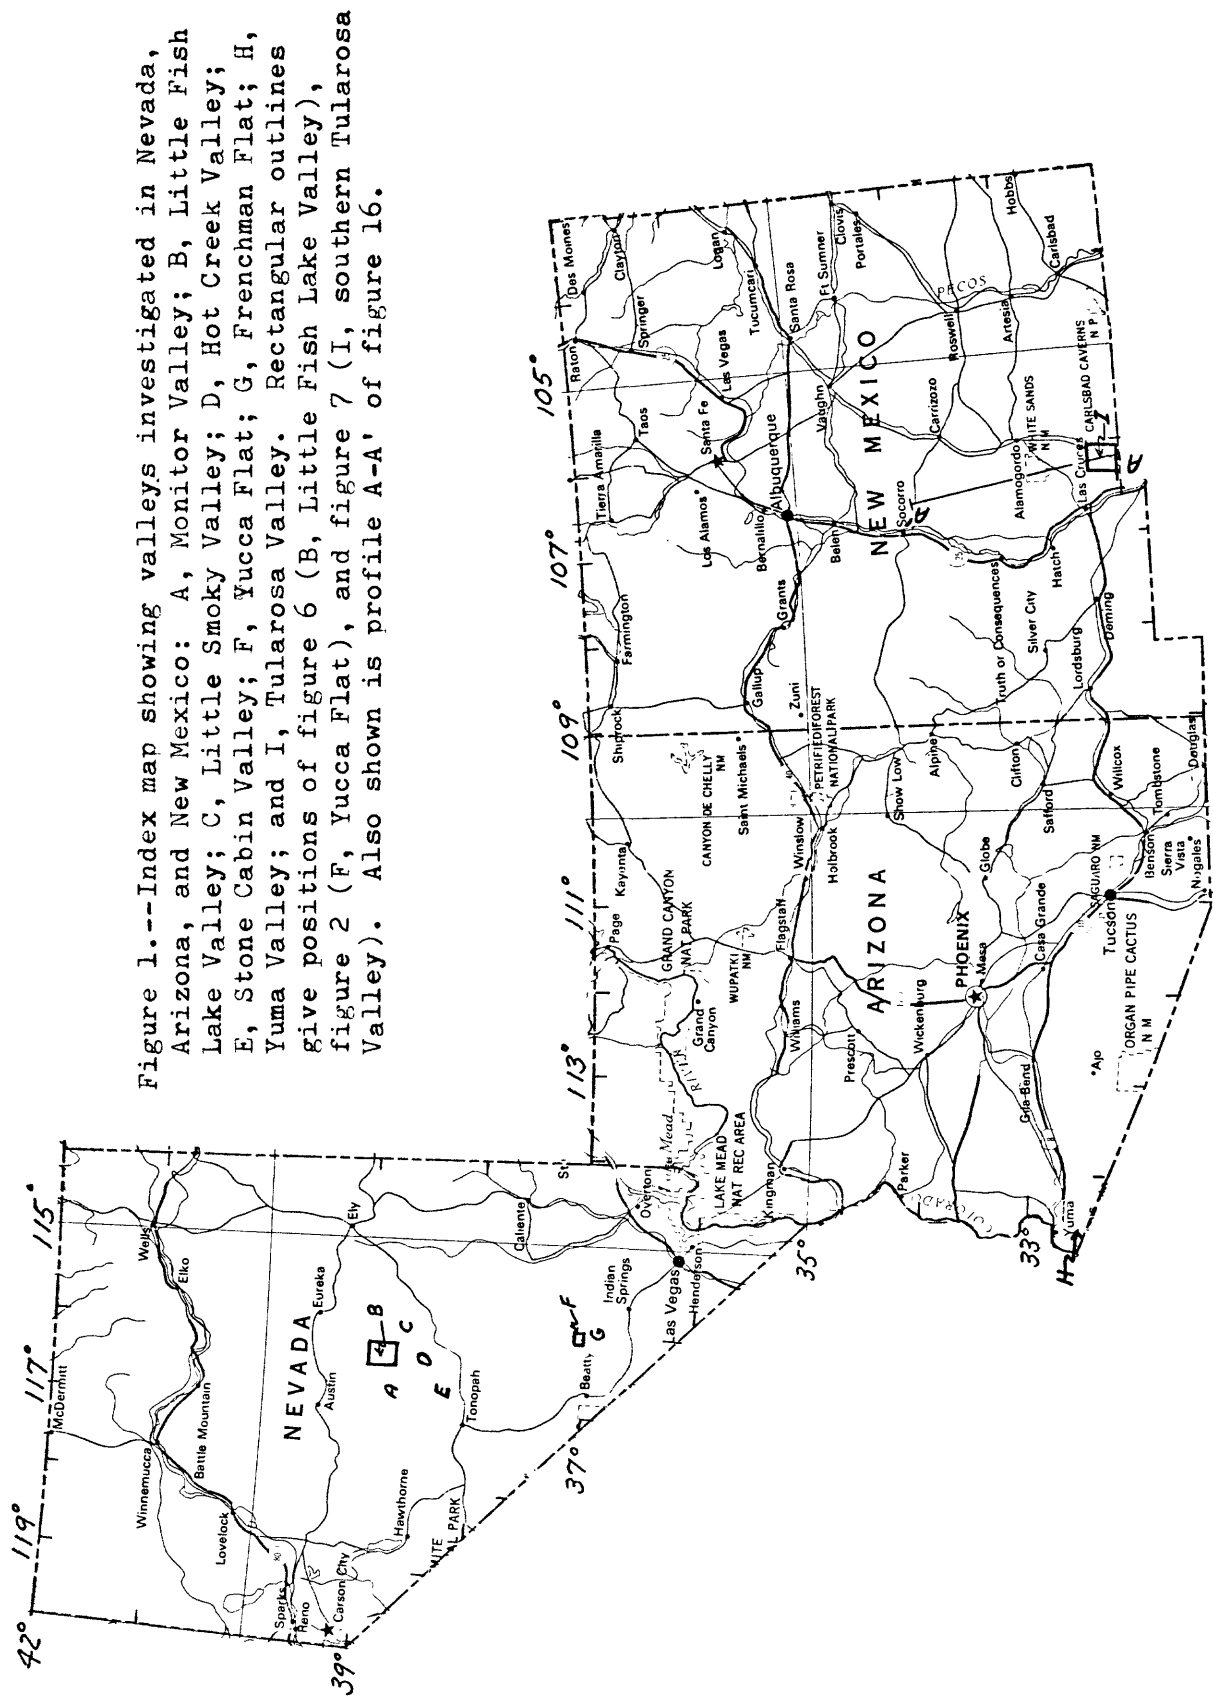 Figure 1.--Index map showing valleys investigated in Nevada,
Arizona, and New Mexico: A, Monitor Valley; B, Little Fish
Lake Valley; C, Little Smoky Valley; D, Hot Creek Valley;
E, Stone Cabin Valley; F, Yucca Flat; G, Frenchman Flat; H,
Yuma Valley; and I, Tularosa Valley. Rectangular outlines
give positions of figure 6 (B, Little Fish Lake Valley),
figure 2 (F, Yucca Flat), and figure 7 (I, southern Tularosa
Valley). Also shown is profile A-A' of figure 16.
42°
119°
117°
115°
McDermitt
Winnemucca
Wells
Elko
Battle Mountain
Lovelock
NEVADA
Eureka
Austin
Ely
Sparks
Reno
Carson City
39°
Hawthorne
A
B
C
D
E
Tonopah
Caliente
St
Beatty
F
G
37°
Indian
Springs
Overton
Las Vegas
Henderson
Mead
LAKE MEAD
NAT REC AREA
113°
111°
109°
107°
105°
Page
Kayenta
Shiprock
Farmington
Tierra Amarilla
Raton
Des Moines
Clayton
Springer
Taos
GRAND CANYON
NAT PARK
Grand
Canyon
RIVER
WUPATKI
NM
CANYON DE CHELLY
NM
Saint Michaels
Los Alamos
Santa Fe
Las Vegas
Logan
Tucumcari
Kingman
Williams
Flagstaff
Winslow
Holbrook
PETRIFIED FOREST
NATIONAL PARK
Gallup
Zuni
Grants
Bernalillo
Albuquerque
Belen
Santa Rosa
Vaughn
Ft Sumner
Clovis
Portales
35°
Prescott
ARIZONA
Show Low
Alpine
NEW MEXICO
Socorro
Carrizozo
Roswell
PECOS
Parker
COLORADO
Wickenburg
PHOENIX
Mesa
Globe
Clifton
Safford
Truth or Consequences
Silver City
Hatch
Alamogordo
WHITE SANDS
N M
Artesia
Hobbs
Carlsbad
CARLSBAD CAVERNS
N P
33°
Yuma
H
Gila Bend
Casa Grande
Ajo
ORGAN PIPE CACTUS
N M
Tucson
SAGUARO NM
Benson
Willcox
Tombstone
Sierra
Vista
Nogales
Douglas
Lordsburg
Deming
Las Cruces
I
A